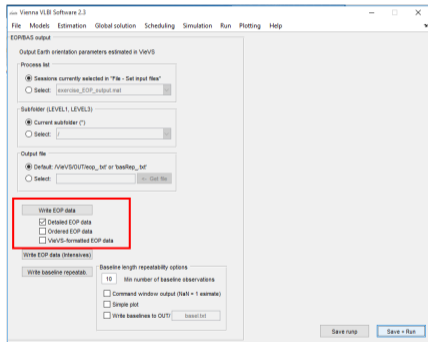 Vienna VLBI Software 2.3
File Models Estimation Global solution Scheduling Simulation Run Plotting Help
EOP/BAS output
Output Earth orientation parameters estimated in VieVS
Process list
Sessions currently selected in "File - Set input files"
Select: exercise_EOP_output.mat
Subfolder (LEVEL1, LEVEL3)
Current subfolder (*)
Select: /
Output file
Default: /VieVS/OUT/eop_.txt' or 'basRep_.txt'
Select: <- Get file
Write EOP data
Detailed EOP data
Ordered EOP data
VieVS-formatted EOP data
Write EOP data (Intensives)
Write baseline repeatab.
Baseline length repeatability options
10 Min number of baseline observations
Command window output (NaN = 1 estimate)
Simple plot
Write baselines to OUT/ basel.txt
Save runp Save + Run